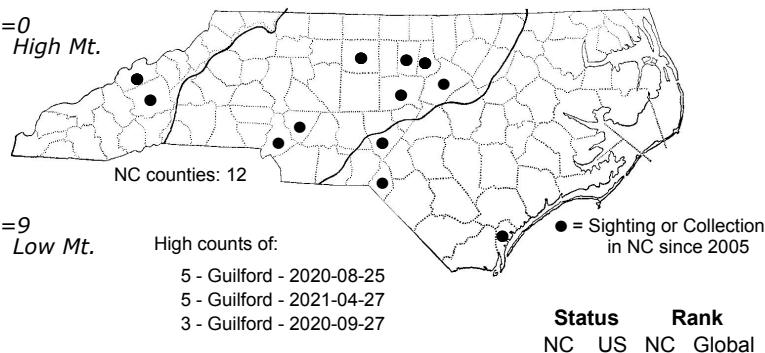 =0
High Mt.
NC counties: 12
=9
Low Mt.
High counts of:
5 - Guilford - 2020-08-25
5 - Guilford - 2021-04-27
3 - Guilford - 2020-09-27
● = Sighting or Collection
in NC since 2005
Status Rank
NC US NC Global